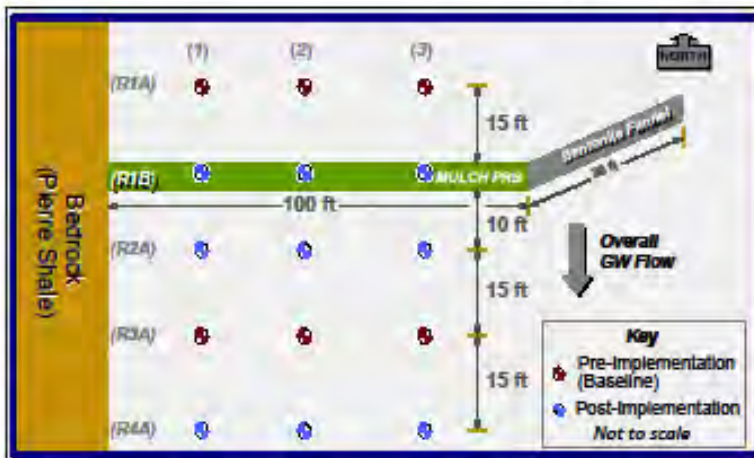 (1) (2) (3)
NORTH
(R1A)
15 ft
Bentonite Funnel
(R1B)
MULCH PRB
100 ft
10 ft
Bedrock
(Pierre Shale)
(R2A)
Overall
GW Flow
15 ft
(R3A)
15 ft
(R4A)
Key
Pre-Implementation
(Baseline)
Post-Implementation
Not to scale